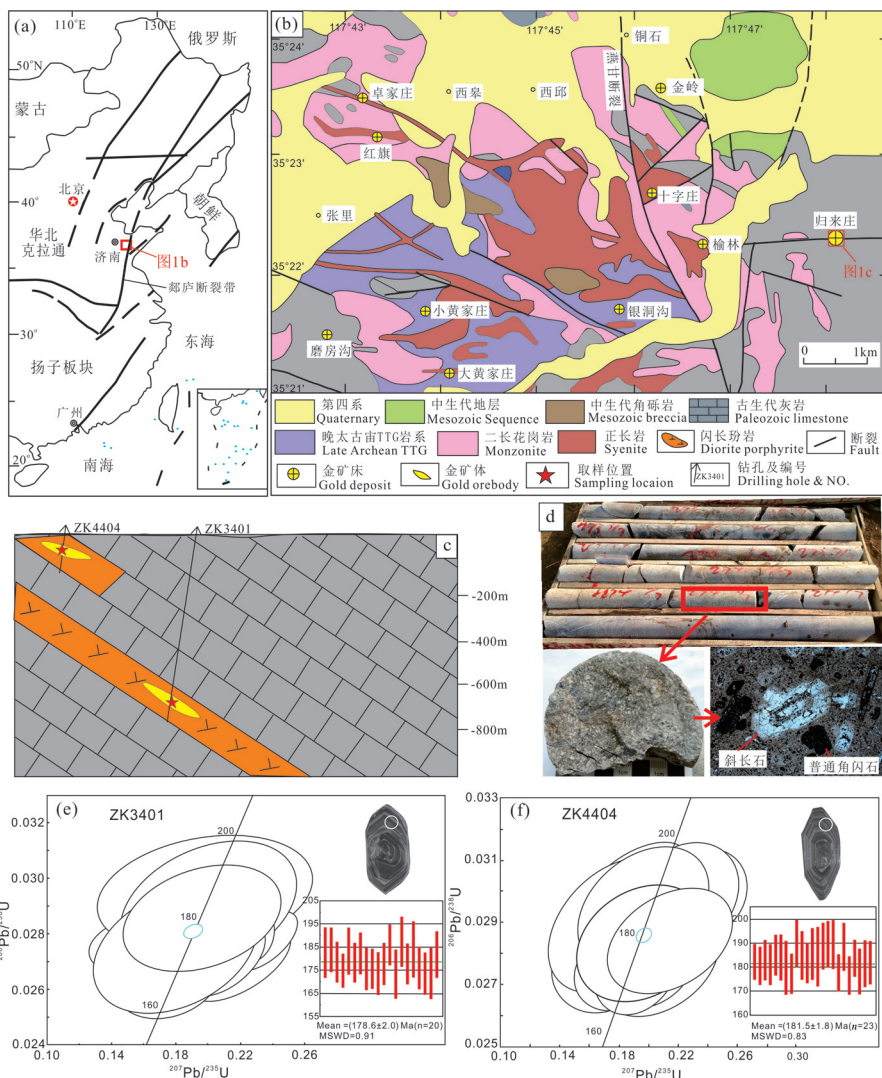 (a)
110°E
130°E
俄罗斯
50°N
蒙古
北京
40°
朝鲜
华北
克拉通
济南
图1b
郯庐断裂带
30°
东海
扬子板块
广州
20°
南海
(b)
117°43'
117°45'
117°47'
35°24'
铜石
燕甘断裂
卓家庄
西皋
西邱
金岭
红旗
35°23'
十字庄
张里
归来庄
榆林
图1c
35°22'
小黄家庄
银洞沟
磨房沟
大黄家庄
0 1km
35°21'
第四系
Quaternary
中生代地层
Mesozoic Sequence
中生代角砾岩
Mesozoic breccia
古生代灰岩
Paleozoic limestone
晚太古宙TTG岩系
Late Archean TTG
二长花岗岩
Monzonite
正长岩
Syenite
闪长玢岩
Diorite porphyrite
断裂
Fault
金矿床
Gold deposit
金矿体
Gold orebody
取样位置
Sampling locaion
ZK3401
钻孔及编号
Drilling hole & NO.
ZK4404
ZK3401
c
-200m
-400m
-600m
-800m
d
斜长石
普通角闪石
(e)
ZK3401
0.032
0.030
0.028
0.026
0.024
200
180
160
205
195
185
175
165
155
Mean =(178.6±2.0) Ma(n=20)
MSWD=0.91
0.10 0.14 0.18 0.22 0.26
²⁰⁷Pb/²³⁵U
(f)
ZK4404
0.033
0.031
0.029
0.027
0.025
²⁰⁶Pb/²³⁸U
200
180
160
200
190
180
170
160
Mean =(181.5±1.8) Ma(n=23)
MSWD=0.83
0.10 0.14 0.18 0.22 0.26 0.30
²⁰⁷Pb/²³⁵U